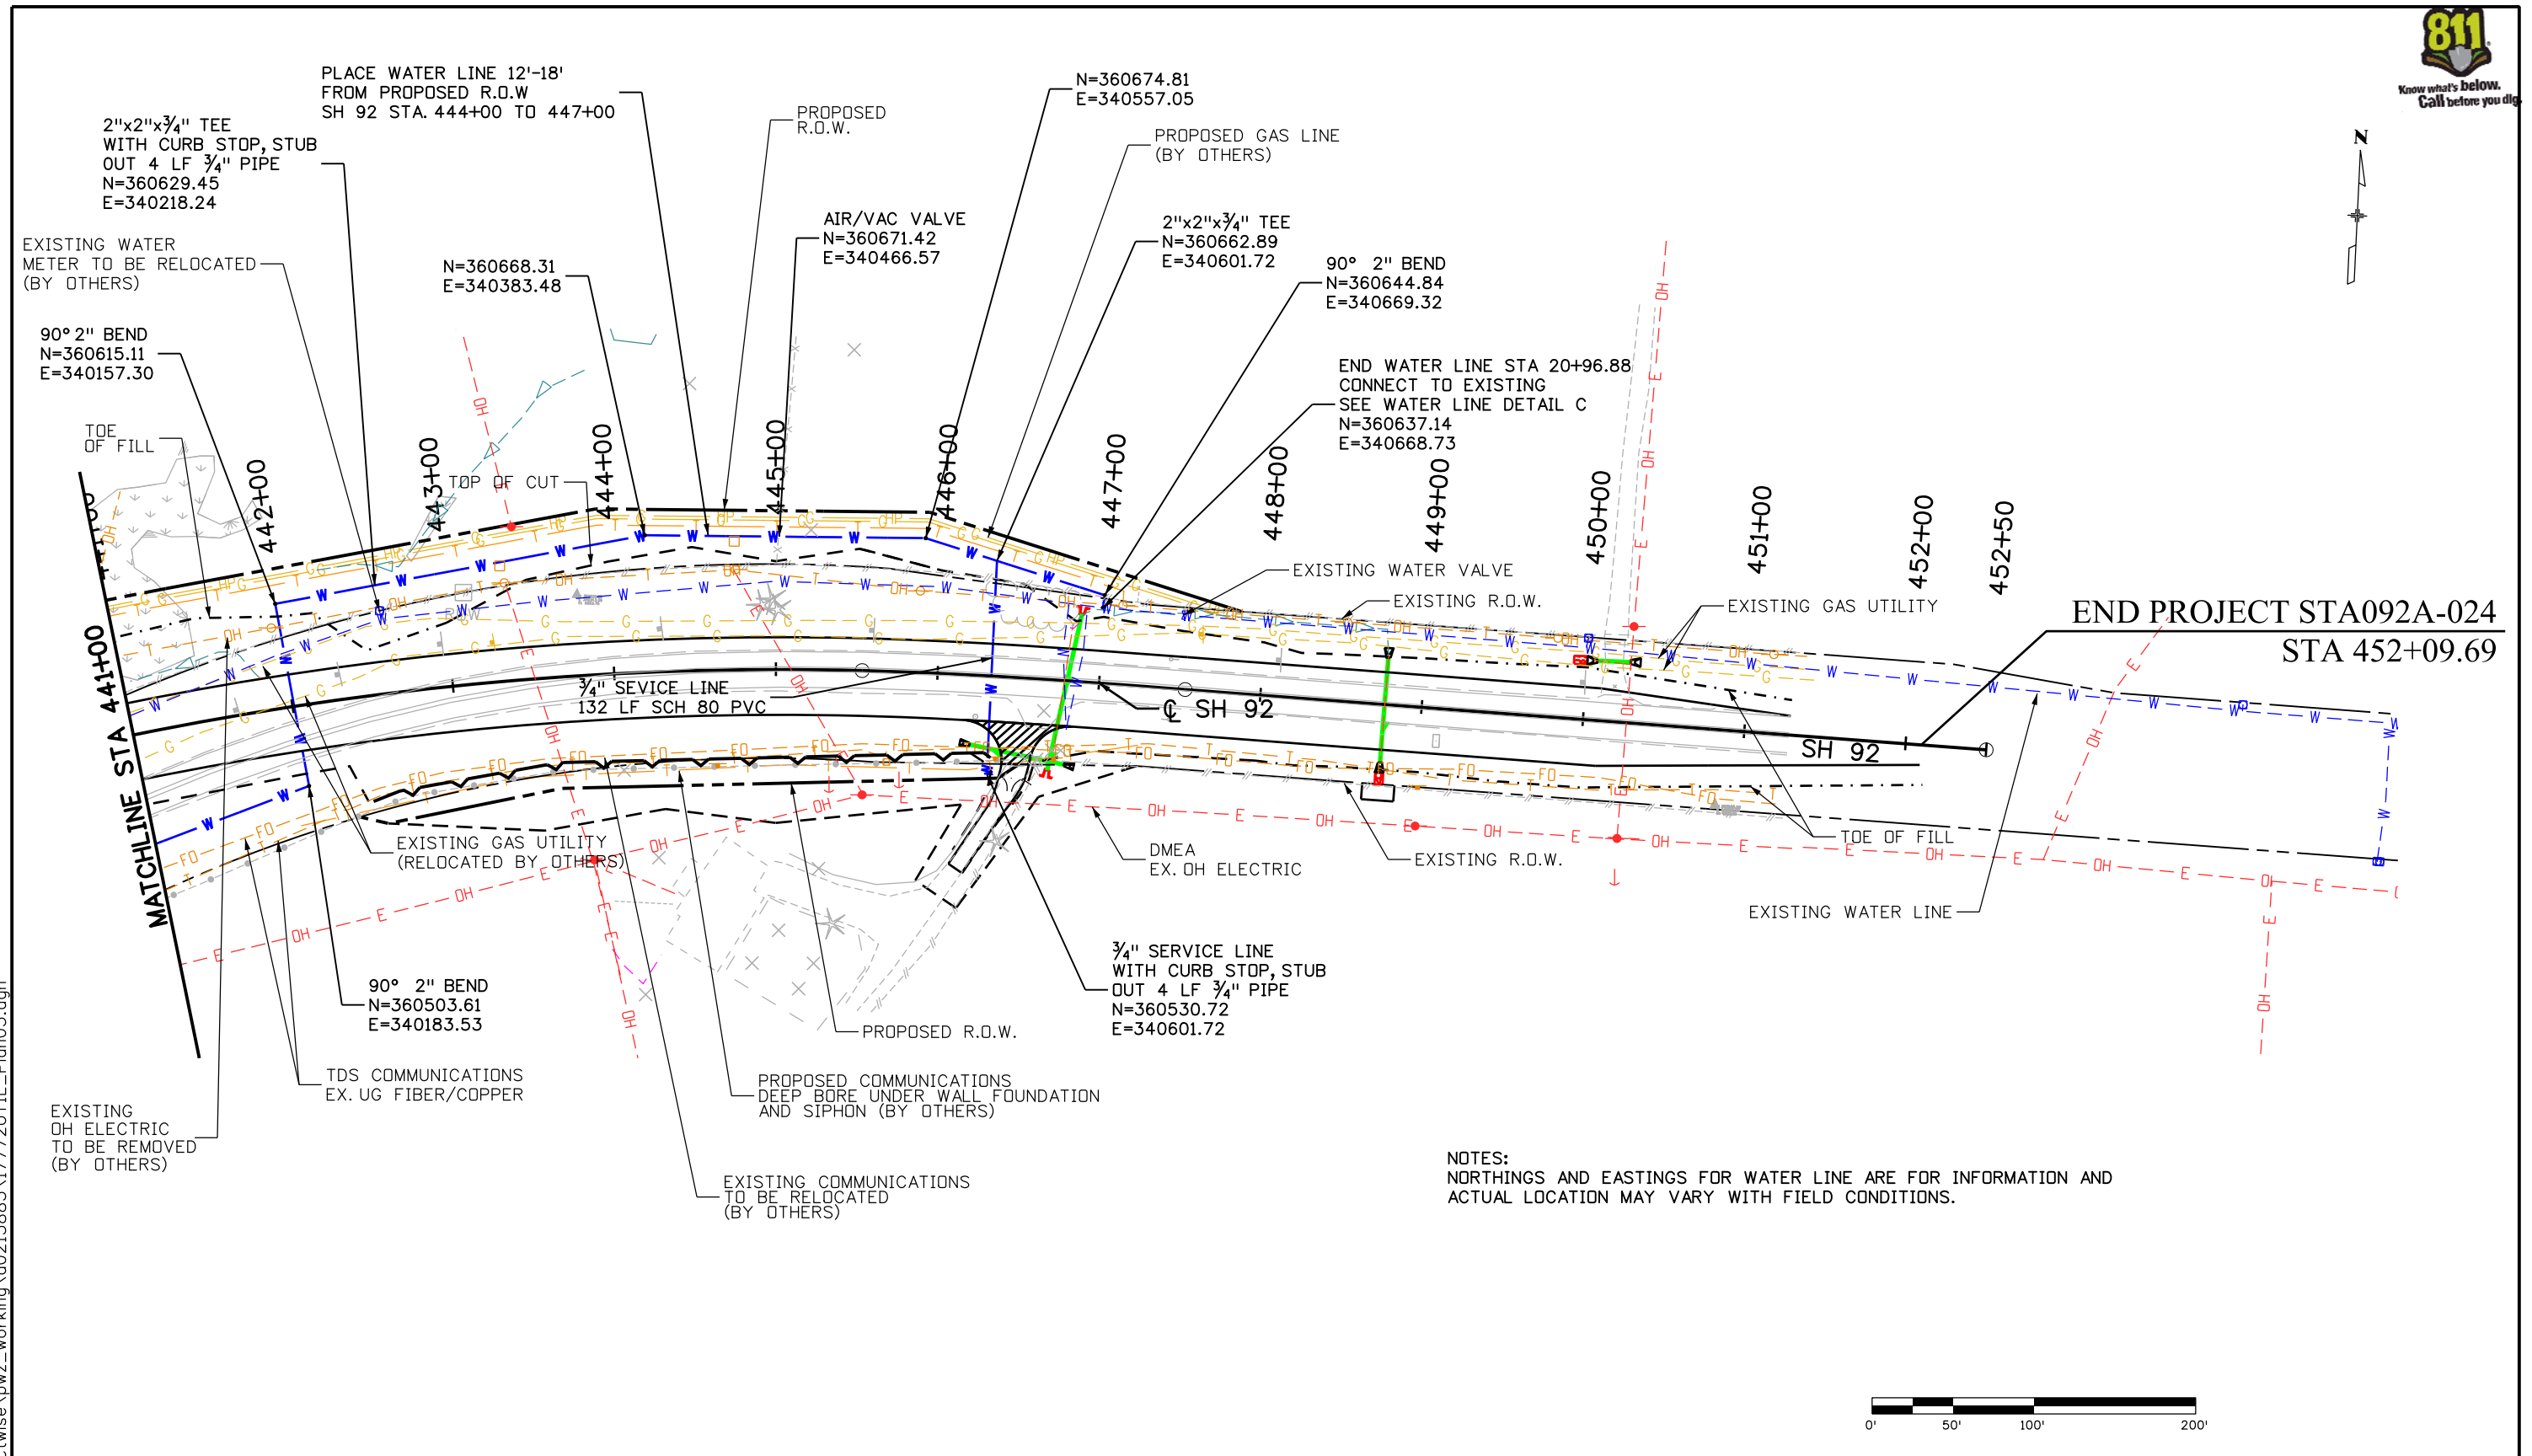 811
Know what's below.
Call before you dig.
N
PLACE WATER LINE 12'-18'
FROM PROPOSED R.O.W
SH 92 STA. 444+00 TO 447+00
N=360674.81
E=340557.05
2"x2"x¾" TEE
WITH CURB STOP, STUB
OUT 4 LF ¾" PIPE
N=360629.45
E=340218.24
PROPOSED
R.O.W.
PROPOSED GAS LINE
(BY OTHERS)
EXISTING WATER
METER TO BE RELOCATED
(BY OTHERS)
N=360668.31
E=340383.48
AIR/VAC VALVE
N=360671.42
E=340466.57
2"x2"x¾" TEE
N=360662.89
E=340601.72
90° 2" BEND
N=360644.84
E=340669.32
90° 2" BEND
N=360615.11
E=340157.30
END WATER LINE STA 20+96.88
CONNECT TO EXISTING
SEE WATER LINE DETAIL C
N=360637.14
E=340668.73
TOE
OF FILL
TOP OF CUT
442+00
443+00
444+00
445+00
446+00
447+00
448+00
449+00
450+00
451+00
452+00
452+50
EXISTING WATER VALVE
EXISTING R.O.W.
EXISTING GAS UTILITY
END PROJECT STA092A-024
STA 452+09.69
MATCHLINE STA 441+00
¾" SEVICE LINE
132 LF SCH 80 PVC
℄ SH 92
SH 92
EXISTING GAS UTILITY
(RELOCATED BY OTHERS)
DMEA
EX. OH ELECTRIC
EXISTING R.O.W.
TOE OF FILL
EXISTING WATER LINE
90° 2" BEND
N=360503.61
E=340183.53
PROPOSED R.O.W.
¾" SERVICE LINE
WITH CURB STOP, STUB
OUT 4 LF ¾" PIPE
N=360530.72
E=340601.72
TDS COMMUNICATIONS
EX. UG FIBER/COPPER
PROPOSED COMMUNICATIONS
DEEP BORE UNDER WALL FOUNDATION
AND SIPHON (BY OTHERS)
EXISTING
OH ELECTRIC
TO BE REMOVED
(BY OTHERS)
EXISTING COMMUNICATIONS
TO BE RELOCATED
(BY OTHERS)
NOTES:
NORTHINGS AND EASTINGS FOR WATER LINE ARE FOR INFORMATION AND
ACTUAL LOCATION MAY VARY WITH FIELD CONDITIONS.
0' 50' 100' 200'